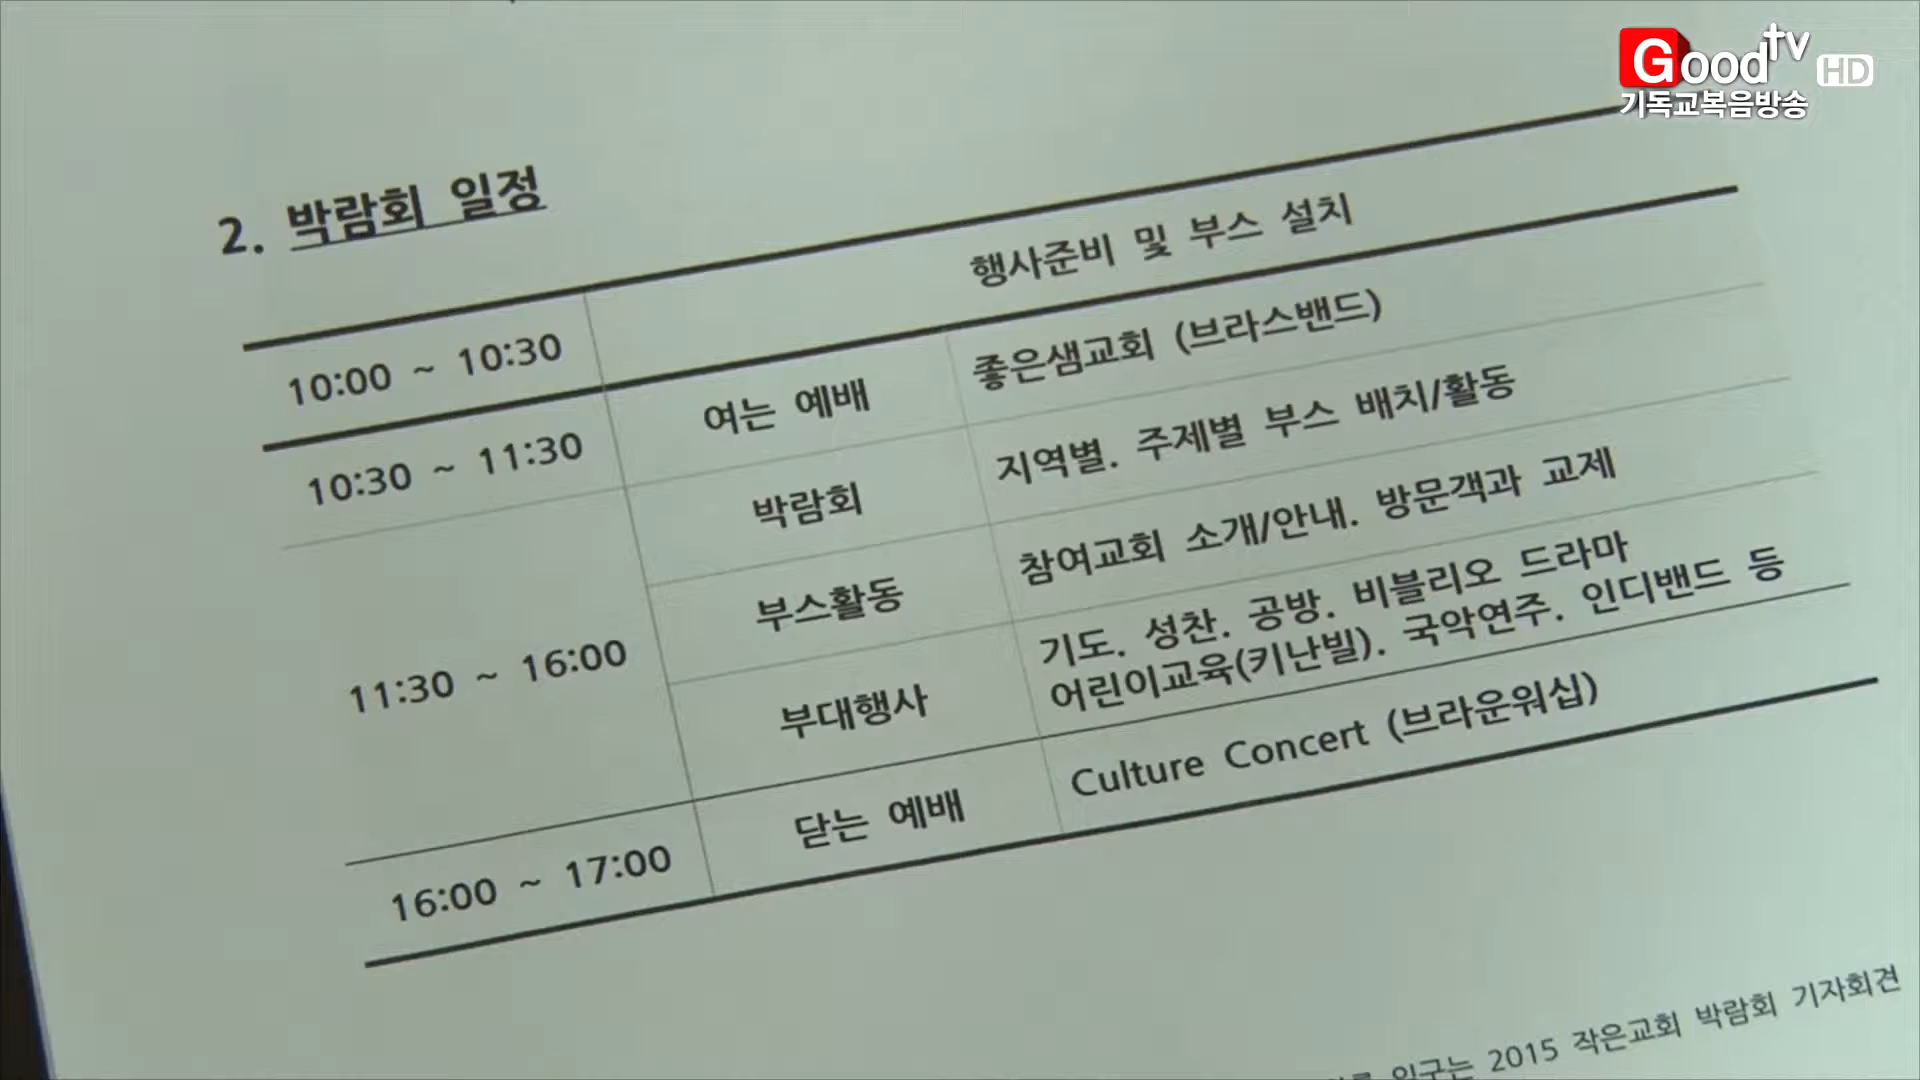 Good tv HD
기독교복음방송
2. 박람회 일정
10:00 ~ 10:30 행사준비 및 부스 설치
10:30 ~ 11:30 여는 예배 좋은샘교회 (브라스밴드)
11:30 ~ 16:00
박람회 지역별. 주제별 부스 배치/활동
부스활동 참여교회 소개/안내. 방문객과 교제
부대행사 기도. 성찬. 공방. 비블리오 드라마
어린이교육(키난빌). 국악연주. 인디밴드 등
16:00 ~ 17:00 닫는 예배 Culture Concert (브라운워십)
2015 작은교회 박람회 기자회견